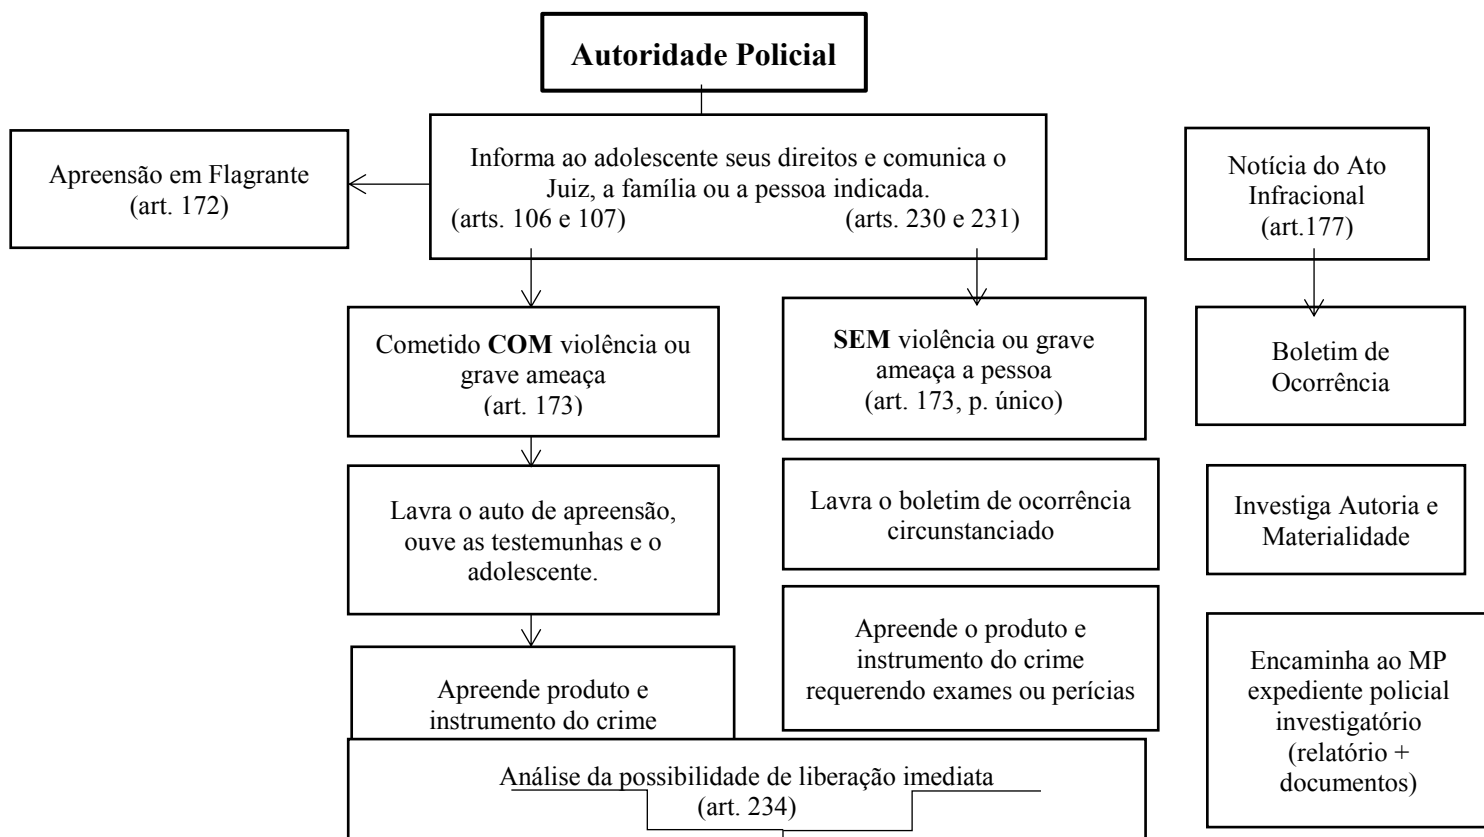 Autoridade Policial
Apreensão em Flagrante
(art. 172)
Informa ao adolescente seus direitos e comunica o
Juiz, a família ou a pessoa indicada.
(arts. 106 e 107) (arts. 230 e 231)
Notícia do Ato
Infracional
(art.177)
Cometido COM violência ou
grave ameaça
(art. 173)
SEM violência ou grave
ameaça a pessoa
(art. 173, p. único)
Boletim de
Ocorrência
Lavra o auto de apreensão,
ouve as testemunhas e o
adolescente.
Lavra o boletim de ocorrência
circunstanciado
Investiga Autoria e
Materialidade
Apreende produto e
instrumento do crime
Apreende o produto e
instrumento do crime
requerendo exames ou perícias
Encaminha ao MP
expediente policial
investigatório
(relatório +
documentos)
Análise da possibilidade de liberação imediata
(art. 234)